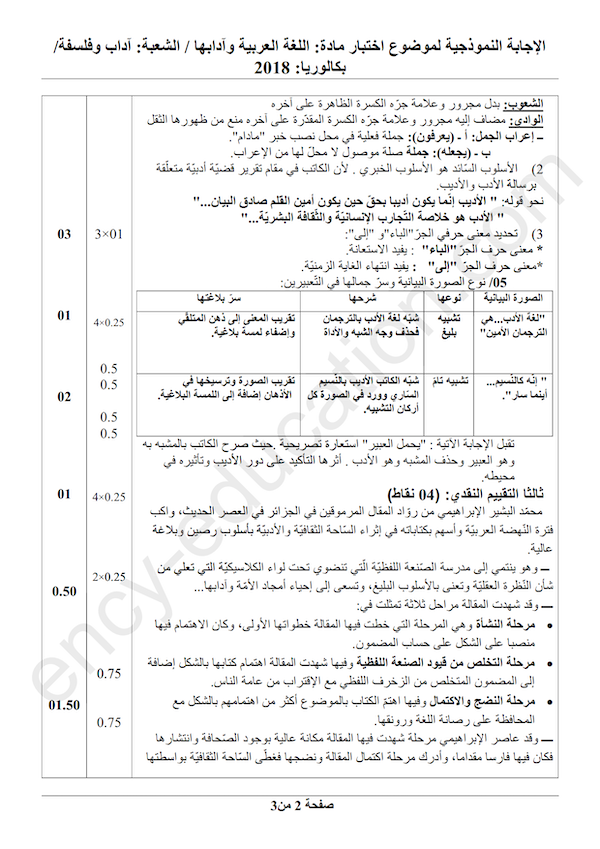 الإجابة النموذجية لموضوع اختبار مادة: اللغة العربية وآدابها / الشعبة: آداب وفلسفة/
بكالوريا: 2018
الشعوب: بدل مجرور وعلامة جرّه الكسرة الظاهرة على آخره
الوادي: مضاف إليه مجرور وعلامة جرّه الكسرة المقدّرة على آخره منع من ظهورها الثقل
ــ إعراب الجمل: أ ـ (يعرفون): جملة فعلية في محل نصب خبر "مادام".
ب ـ (يجعله): جملة صلة موصول لا محلّ لها من الإعراب.
2) الأسلوب السّائد هو الأسلوب الخبري . لأن الكاتب في مقام تقرير قضيّة أدبيّة متعلّقة
برسالة الأدب والأديب.
نحو قوله: " الأديب إنّما يكون أديبا بحقّ حين يكون أمين القلم صادق البيان..."
" الأدب هو خلاصة التّجارب الإنسانيّة والثّقافة البشريّة..."
3) تحديد معنى حرفي الجرّ"الباء"و "إلى":
03
3×01
* معنى حرف الجرّ "الباء" : يفيد الاستعانة.
*معنى حرف الجرّ "إلى" : يفيد انتهاء الغاية الزمنيّة.
05/ نوع الصورة البيانية وسرّ جمالها في التّعبيرين:
الصورة البيانية
نوعها
شرحها
سرّ بلاغتها
01
4×0.25
"لغة الأدب...هي الترجمان الأمين"
تشبيه بليغ
شبّه لغة الأدب بالترجمان فحذف وجه الشبه والأداة
تقريب المعنى إلى ذهن المتلقّي وإضفاء لمسة بلاغية.
0.5
0.5
02
0.5
0.5
" إنّه كالنّسيم... أينما سار"
تشبيه تامّ
شبّه الكاتب الأديب بالنّسيم السّاري وورد في الصورة كل أركان التشبيه.
تقريب الصورة وترسيخها في الأذهان إضافة إلى اللمسة البلاغية.
تقبل الإجابة الآتية : "يحمل العبير" استعارة تصريحية .حيث صرح الكاتب بالمشبه به
وهو العبير وحذف المشبه وهو الأدب . أثرها التأكيد على دور الأديب وتأثيره في
محيطه.
ثالثا التقييم النقدي: (04 نقاط)
01
4×0.25
محمّد البشير الإبراهيمي من روّاد المقال المرموقين في الجزائر في العصر الحديث، واكب
فترة النّهضة العربيّة وأسهم بكتاباته في إثراء السّاحة الثقافيّة والأدبيّة بأسلوب رصين وبلاغة
عالية.
ــ وهو ينتمي إلى مدرسة الصّنعة اللفظيّة الّتي تنضوي تحت لواء الكلاسيكيّة التي تعلي من
2×0.25
شأن النّظرة العقليّة وتعنى بالأسلوب البليغ، وتسعى إلى إحياء أمجاد الأمّة وآدابها...
0.50
ــ وقد شهدت المقالة مراحل ثلاثة تمثلت في:
• مرحلة النشأة وهي المرحلة التي خطت فيها المقالة خطواتها الأولى، وكان الاهتمام فيها
منصبا على الشكل على حساب المضمون.
• مرحلة التخلص من قيود الصنعة اللفظية وفيها شهدت المقالة اهتمام كتابها بالشكل إضافة
0.75
إلى المضمون المتخلص من الزخرف اللفظي مع الإقتراب من عامة الناس.
• مرحلة النضج والاكتمال وفيها اهتم الكتاب بالموضوع أكثر من اهتمامهم بالشكل مع
01.50
0.75
المحافظة على رصانة اللغة ورونقها.
ــ وقد عاصر الإبراهيمي مرحلة شهدت فيها المقالة مكانة عالية بوجود الصّحافة وانتشارها
فكان فيها فارسا مقداما، وأدرك مرحلة اكتمال المقالة ونضجها فغطّى السّاحة الثقافيّة بواسطتها
صفحة 2 من3
ency-education.com